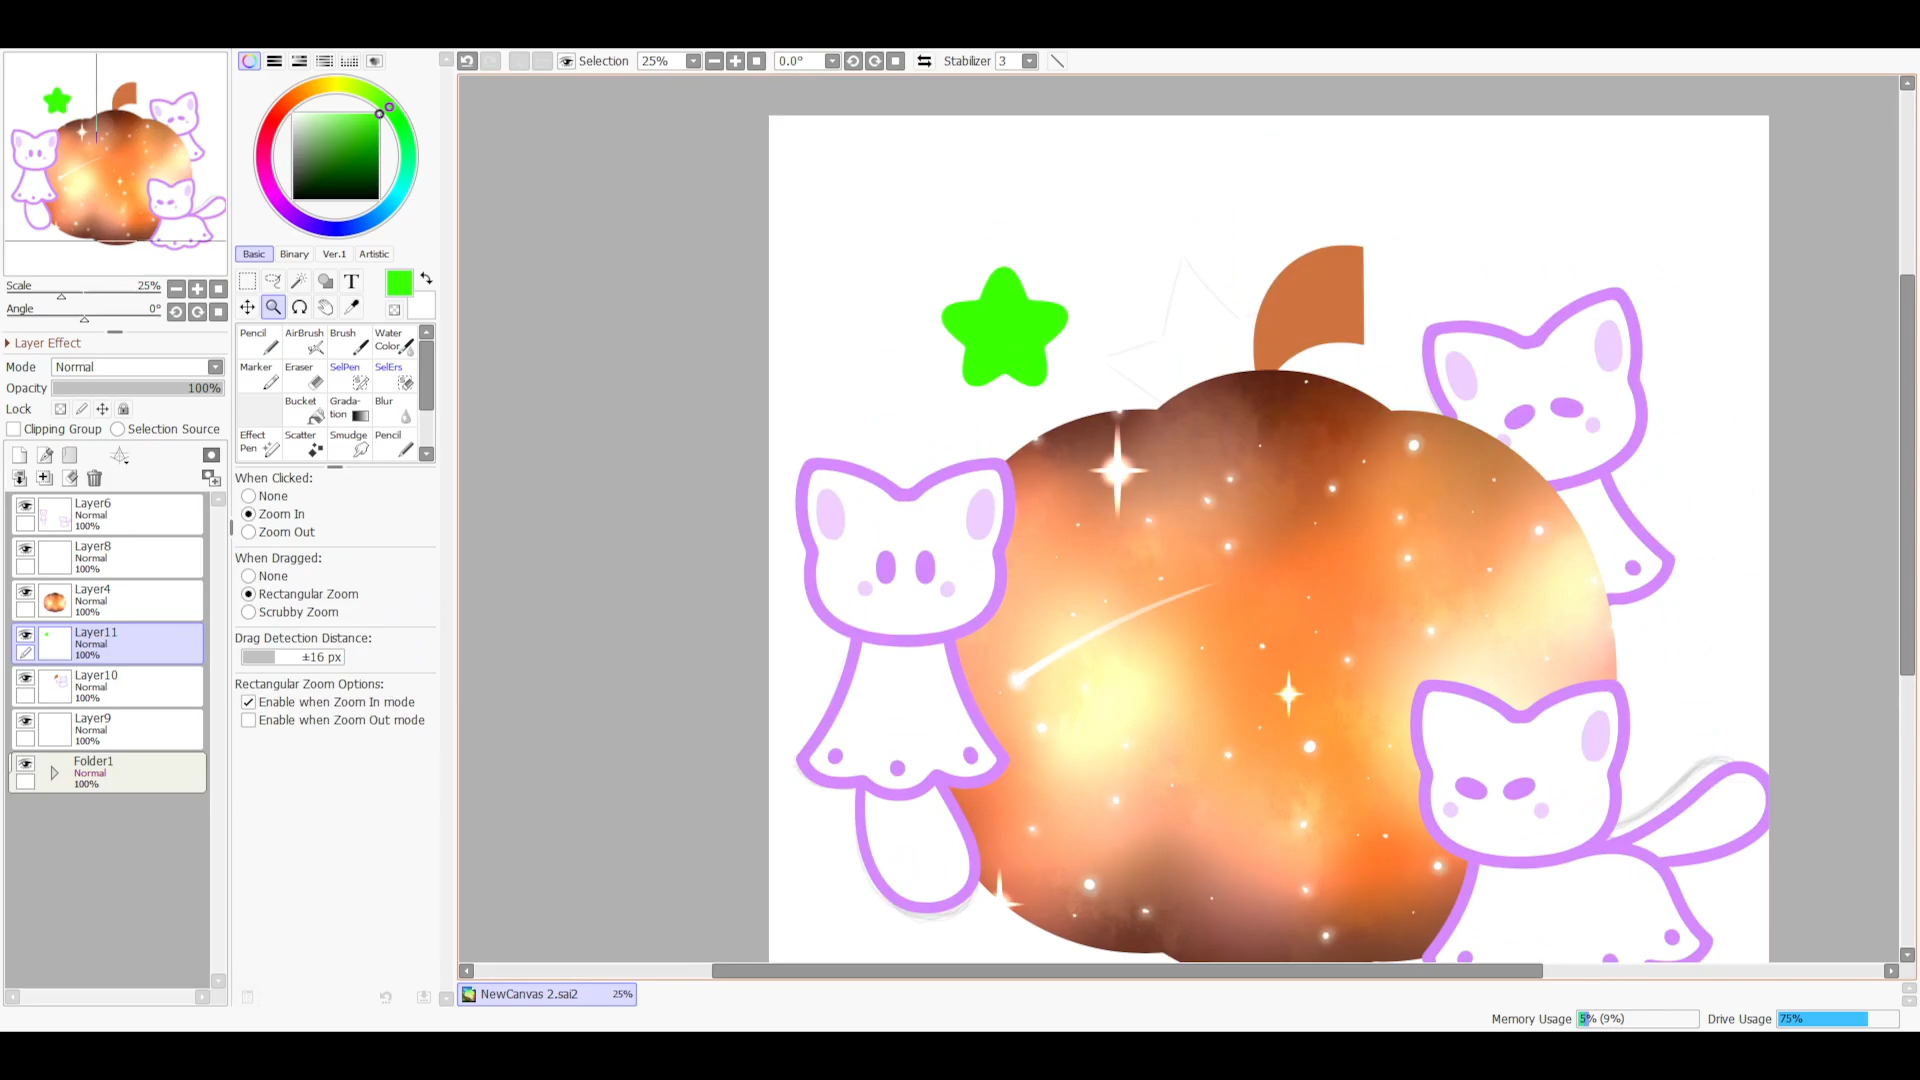 Selection 25% 0.0° Stabilizer 3
Scale 25%
Angle 0°
Layer Effect
Mode Normal
Opacity 100%
Lock
Clipping Group Selection Source
Layer6
Normal
100%
Layer8
Normal
100%
Layer4
Normal
100%
Layer11
Normal
100%
Layer10
Normal
100%
Layer9
Normal
100%
Folder1
Normal
100%
Basic Binary Ver.1 Artistic
T
Pencil AirBrush Brush Water Color
Marker Eraser SelPen SelErs
Bucket Grada-tion Blur
Effect Pen Scatter Smudge Pencil
When Clicked:
None
Zoom In
Zoom Out
When Dragged:
None
Rectangular Zoom
Scrubby Zoom
Drag Detection Distance:
±16 px
Rectangular Zoom Options:
Enable when Zoom In mode
Enable when Zoom Out mode
NewCanvas 2.sai2 25%
Memory Usage 5% (9%) Drive Usage 75%